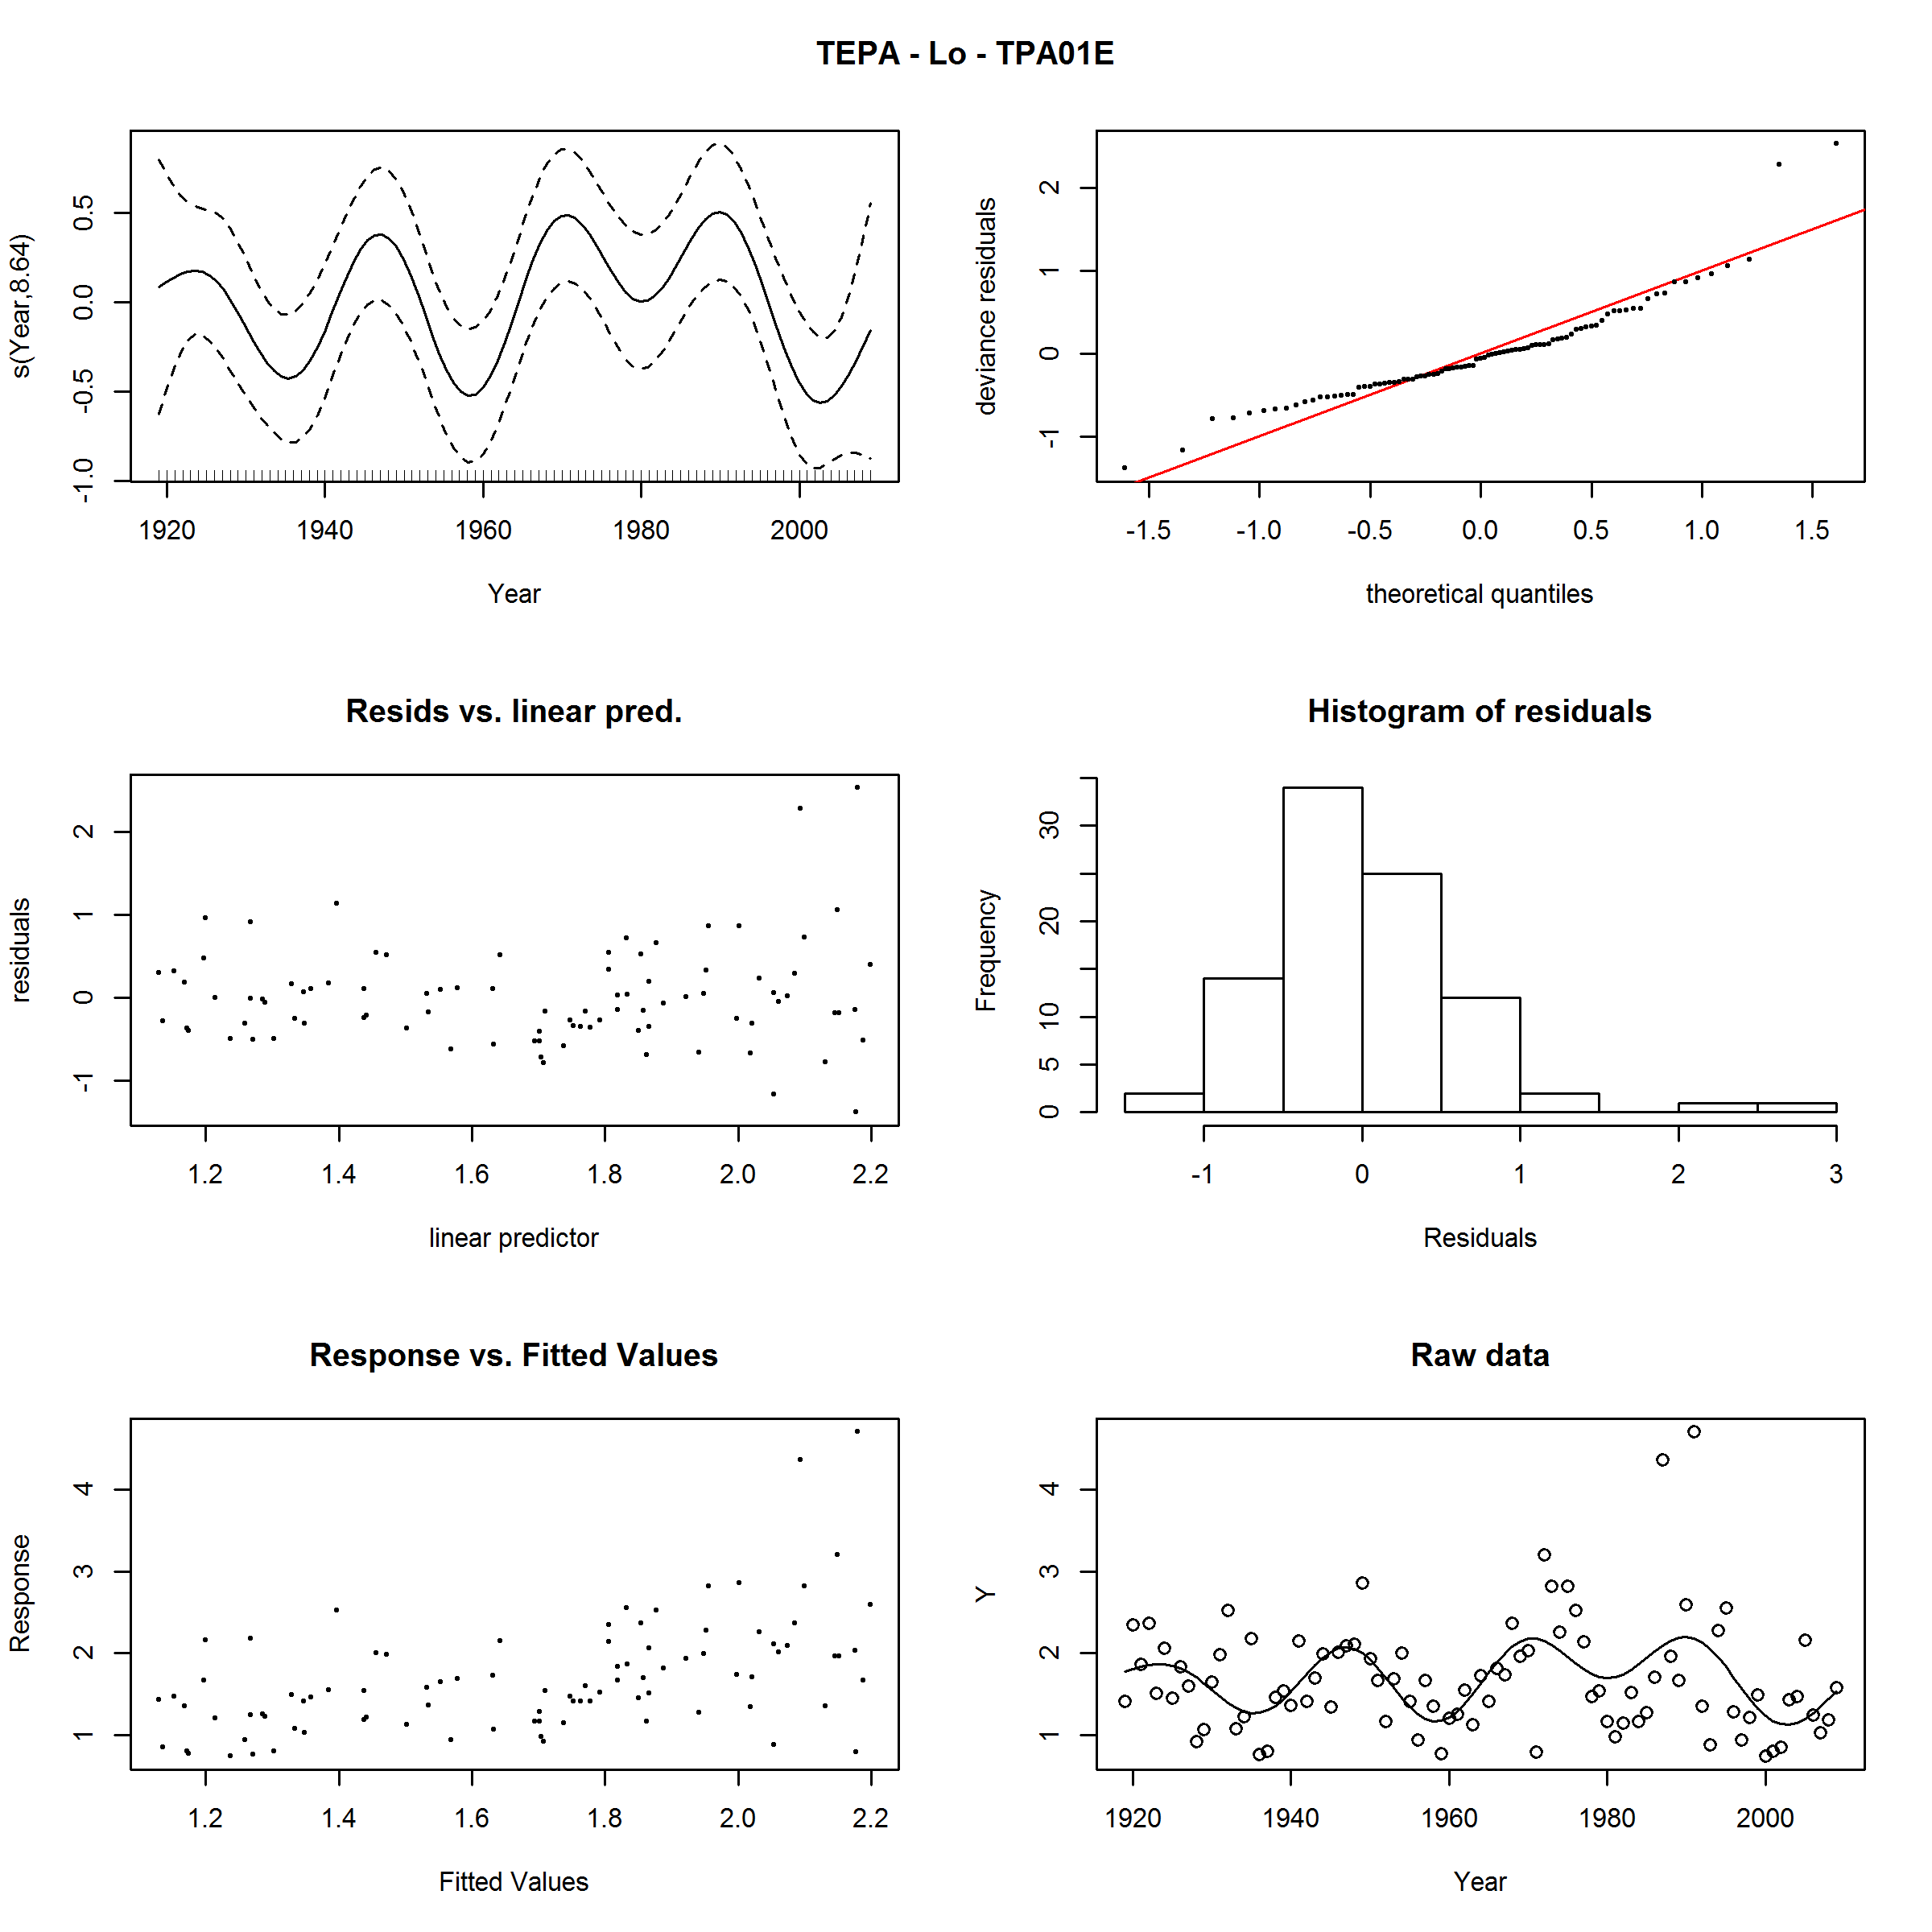 TEPA - Lo - TPA01E
s(Year,8.64)
-1.0 -0.5 0.0 0.5
1920 1940 1960 1980 2000
Year
deviance residuals
-1 0 1 2
-1.5 -1.0 -0.5 0.0 0.5 1.0 1.5
theoretical quantiles
Resids vs. linear pred.
residuals
-1 0 1 2
1.2 1.4 1.6 1.8 2.0 2.2
linear predictor
Histogram of residuals
Frequency
0 5 10 20 30
-1 0 1 2 3
Residuals
Response vs. Fitted Values
Response
1 2 3 4
1.2 1.4 1.6 1.8 2.0 2.2
Fitted Values
Raw data
Y
1 2 3 4
1920 1940 1960 1980 2000
Year